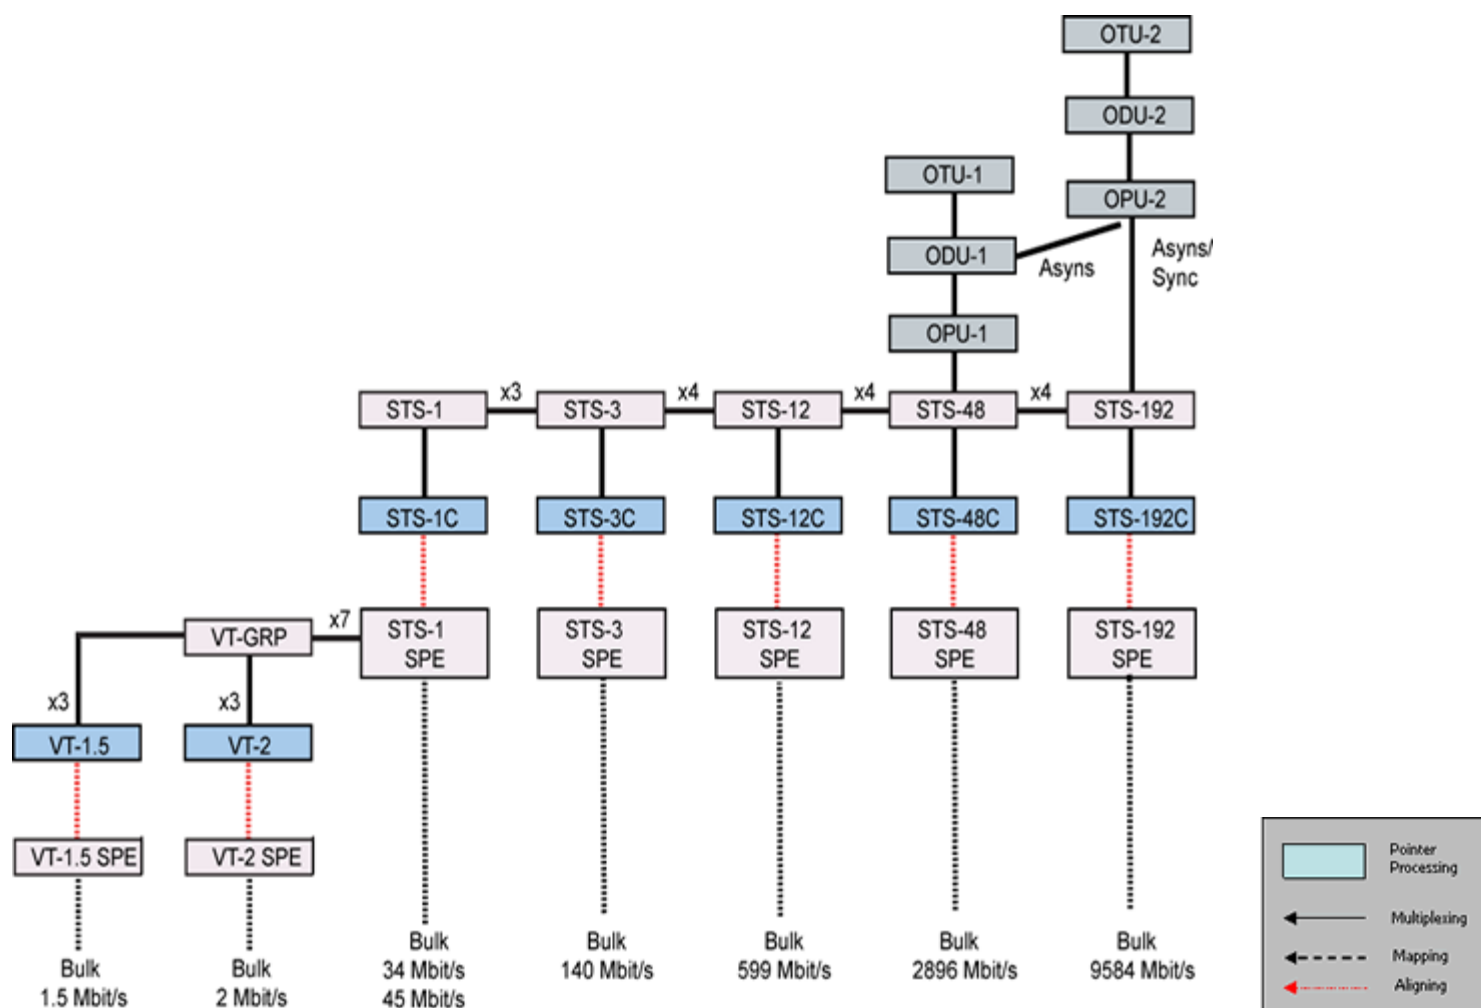 OTU-2
ODU-2
OTU-1
OPU-2
ODU-1
Asyns
Asyns/
Sync
OPU-1
STS-1
x3
STS-3
x4
STS-12
x4
STS-48
x4
STS-192
STS-1C
STS-3C
STS-12C
STS-48C
STS-192C
VT-GRP
x7
STS-1
SPE
STS-3
SPE
STS-12
SPE
STS-48
SPE
STS-192
SPE
x3
x3
VT-1.5
VT-2
VT-1.5 SPE
VT-2 SPE
Bulk
1.5 Mbit/s
Bulk
2 Mbit/s
Bulk
34 Mbit/s
45 Mbit/s
Bulk
140 Mbit/s
Bulk
599 Mbit/s
Bulk
2896 Mbit/s
Bulk
9584 Mbit/s
Pointer
Processing
Multiplexing
Mapping
Aligning